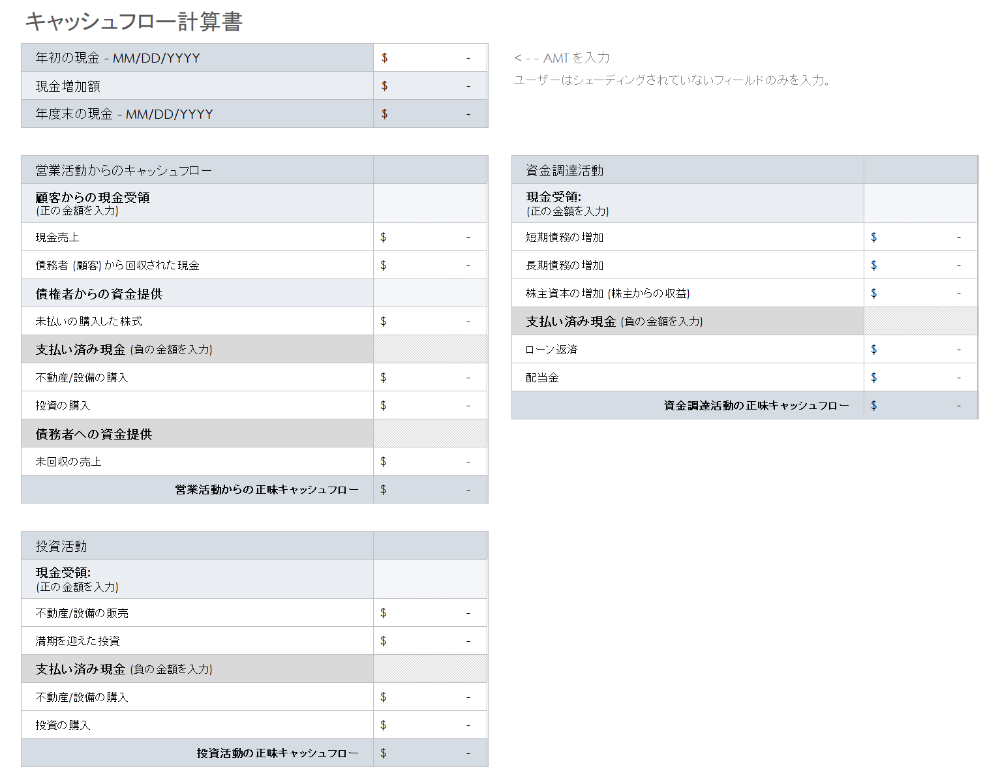 キャッシュフロー計算書
年初の現金 - MM/DD/YYYY $ -
< - - AMT を入力
現金増加額 $ -
ユーザーはシェーディングされていないフィールドのみを入力。
年度末の現金 - MM/DD/YYYY $ -
営業活動からのキャッシュフロー
顧客からの現金受領
(正の金額を入力)
現金売上 $ -
債務者 (顧客) から回収された現金 $ -
債権者からの資金提供
未払いの購入した株式 $ -
支払い済み現金 (負の金額を入力)
不動産/設備の購入 $ -
投資の購入 $ -
債務者への資金提供
未回収の売上 $ -
営業活動からの正味キャッシュフロー $ -
資金調達活動
現金受領:
(正の金額を入力)
短期債務の増加 $ -
長期債務の増加 $ -
株主資本の増加 (株主からの収益) $ -
支払い済み現金 (負の金額を入力)
ローン返済 $ -
配当金 $ -
資金調達活動の正味キャッシュフロー $ -
投資活動
現金受領:
(正の金額を入力)
不動産/設備の販売 $ -
満期を迎えた投資 $ -
支払い済み現金 (負の金額を入力)
不動産/設備の購入 $ -
投資の購入 $ -
投資活動の正味キャッシュフロー $ -